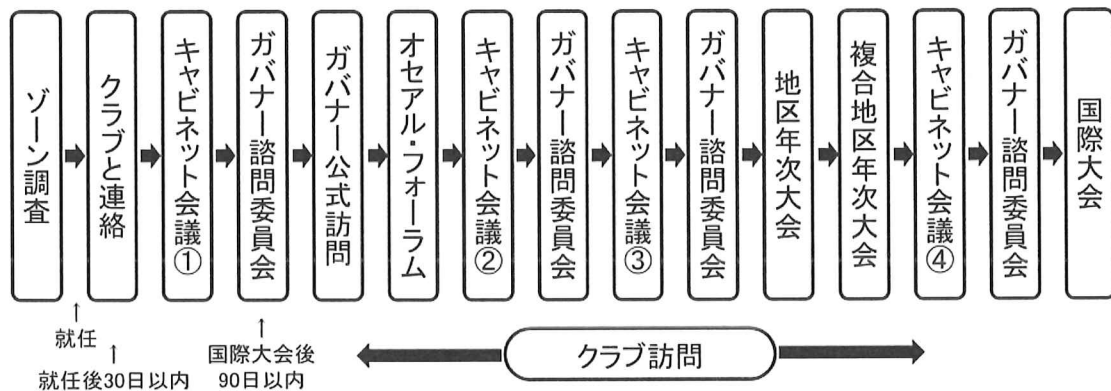 ゾーン調査
クラブと連絡
キャビネット会議①
ガバナー諮問委員会
ガバナー公式訪問
オセアル・フォーラム
キャビネット会議②
ガバナー諮問委員会
キャビネット会議③
ガバナー諮問委員会
地区年次大会
複合地区年次大会
キャビネット会議④
ガバナー諮問委員会
国際大会
↑
就任
↑
就任後30日以内
↑
国際大会後
90日以内
クラブ訪問